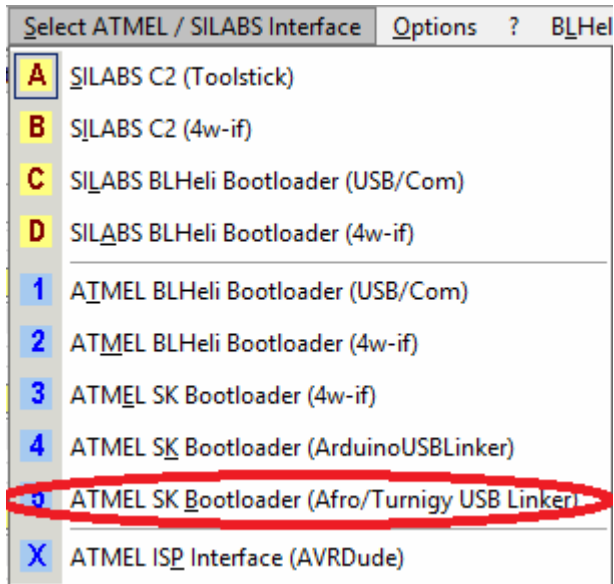 Select ATMEL / SILABS Interface Options ? BLHel
A SILABS C2 (Toolstick)
B SILABS C2 (4w-if)
C SILABS BLHeli Bootloader (USB/Com)
D SILABS BLHeli Bootloader (4w-if)
1 ATMEL BLHeli Bootloader (USB/Com)
2 ATMEL BLHeli Bootloader (4w-if)
3 ATMEL SK Bootloader (4w-if)
4 ATMEL SK Bootloader (ArduinoUSBLinker)
5 ATMEL SK Bootloader (Afro/Turnigy USB Linker)
X ATMEL ISP Interface (AVRDude)